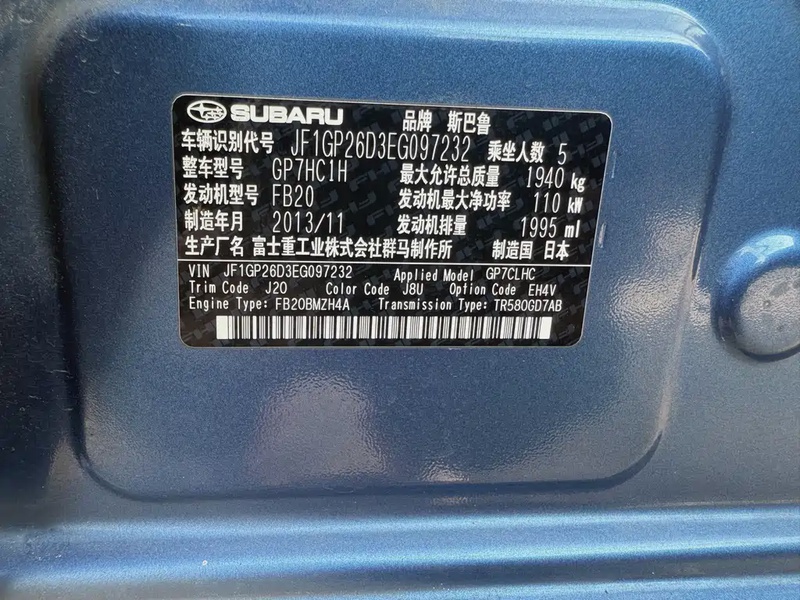 SUBARU 品牌 斯巴鲁
车辆识别代号 JF1GP26D3EG097232 乘坐人数 5
整车型号 GP7HC1H 最大允许总质量 1940 kg
发动机型号 FB20 发动机最大净功率 110 kW
制造年月 2013/11 发动机排量 1995 ml
生产厂名 富士重工业株式会社群马制作所 制造国 日本
VIN JF1GP26D3EG097232 Applied Model GP7CLHC
Trim Code J20 Color Code J8U Option Code EH4V
Engine Type: FB20BMZH4A Transmission Type: TR580GD7AB